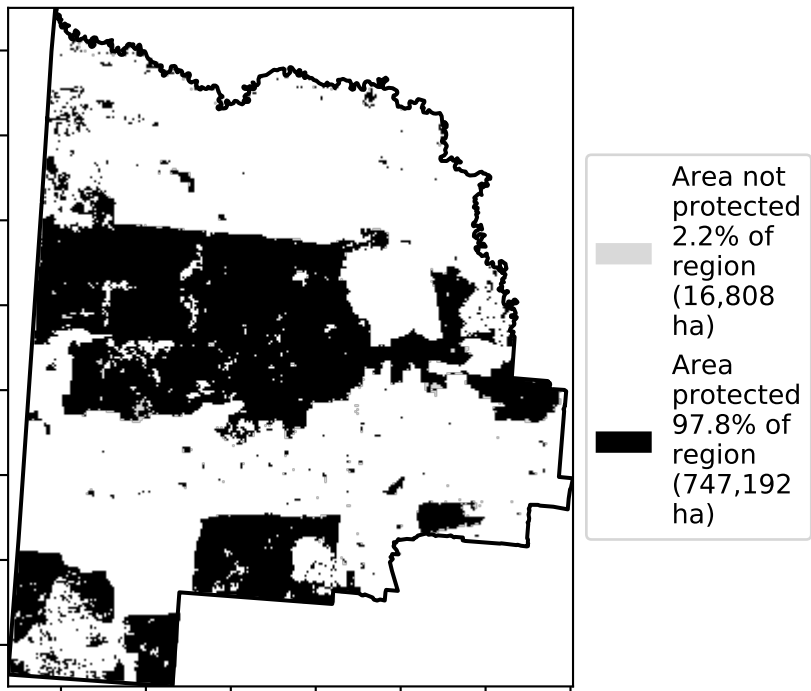 Area not
protected
2.2% of
region
(16,808
ha)
Area
protected
97.8% of
region
(747,192
ha)